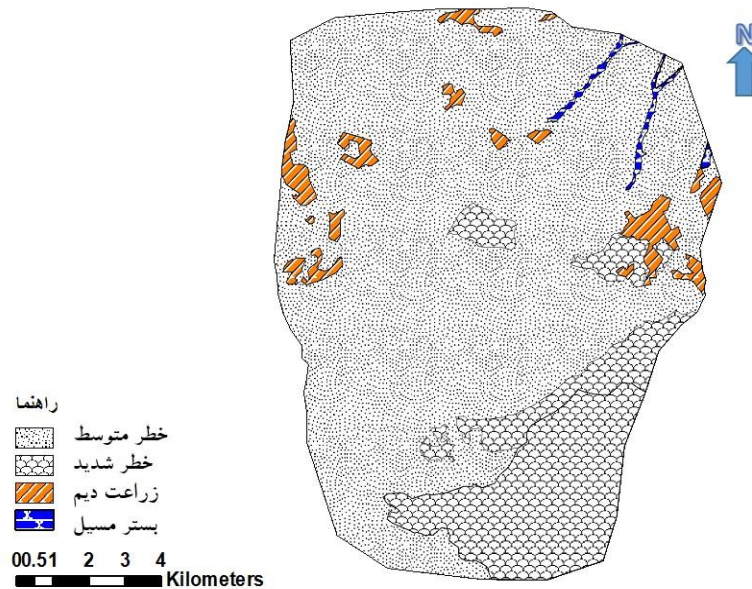 N
راهنما
خطر متوسط
خطر شدید
زراعت دیم
بستر مسیل
00.51 2 3 4
Kilometers